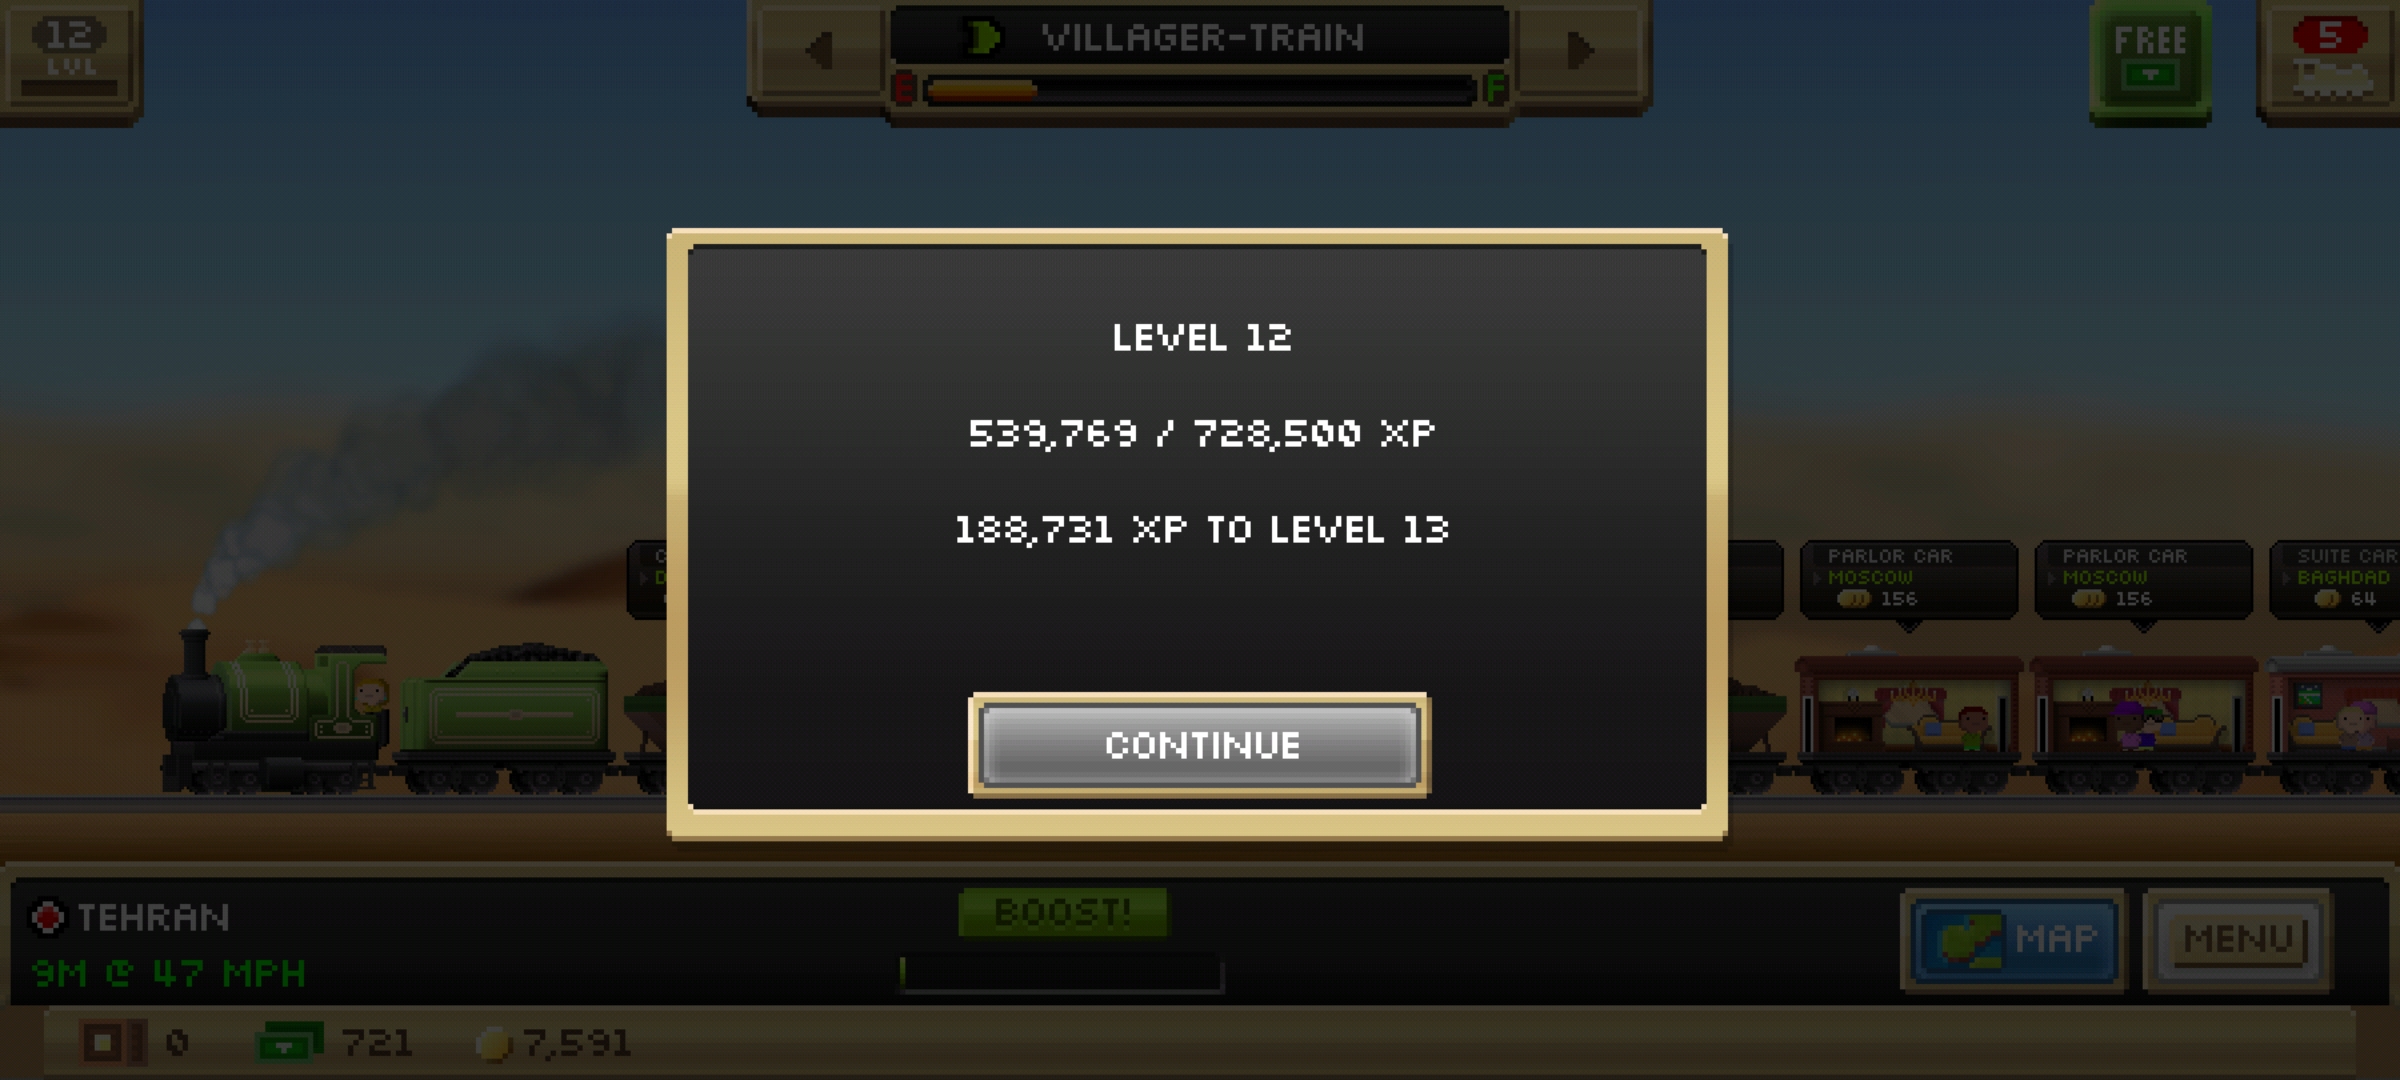 12
LVL
VILLAGER-TRAIN
E
F
FREE
5
LEVEL 12
539,769 / 728,500 XP
188,731 XP TO LEVEL 13
CONTINUE
PARLOR CAR
MOSCOW
156
PARLOR CAR
MOSCOW
156
SUITE CAR
BAGHDAD
64
TEHRAN
9M @ 47 MPH
BOOST!
MAP
MENU
0
721
7,591